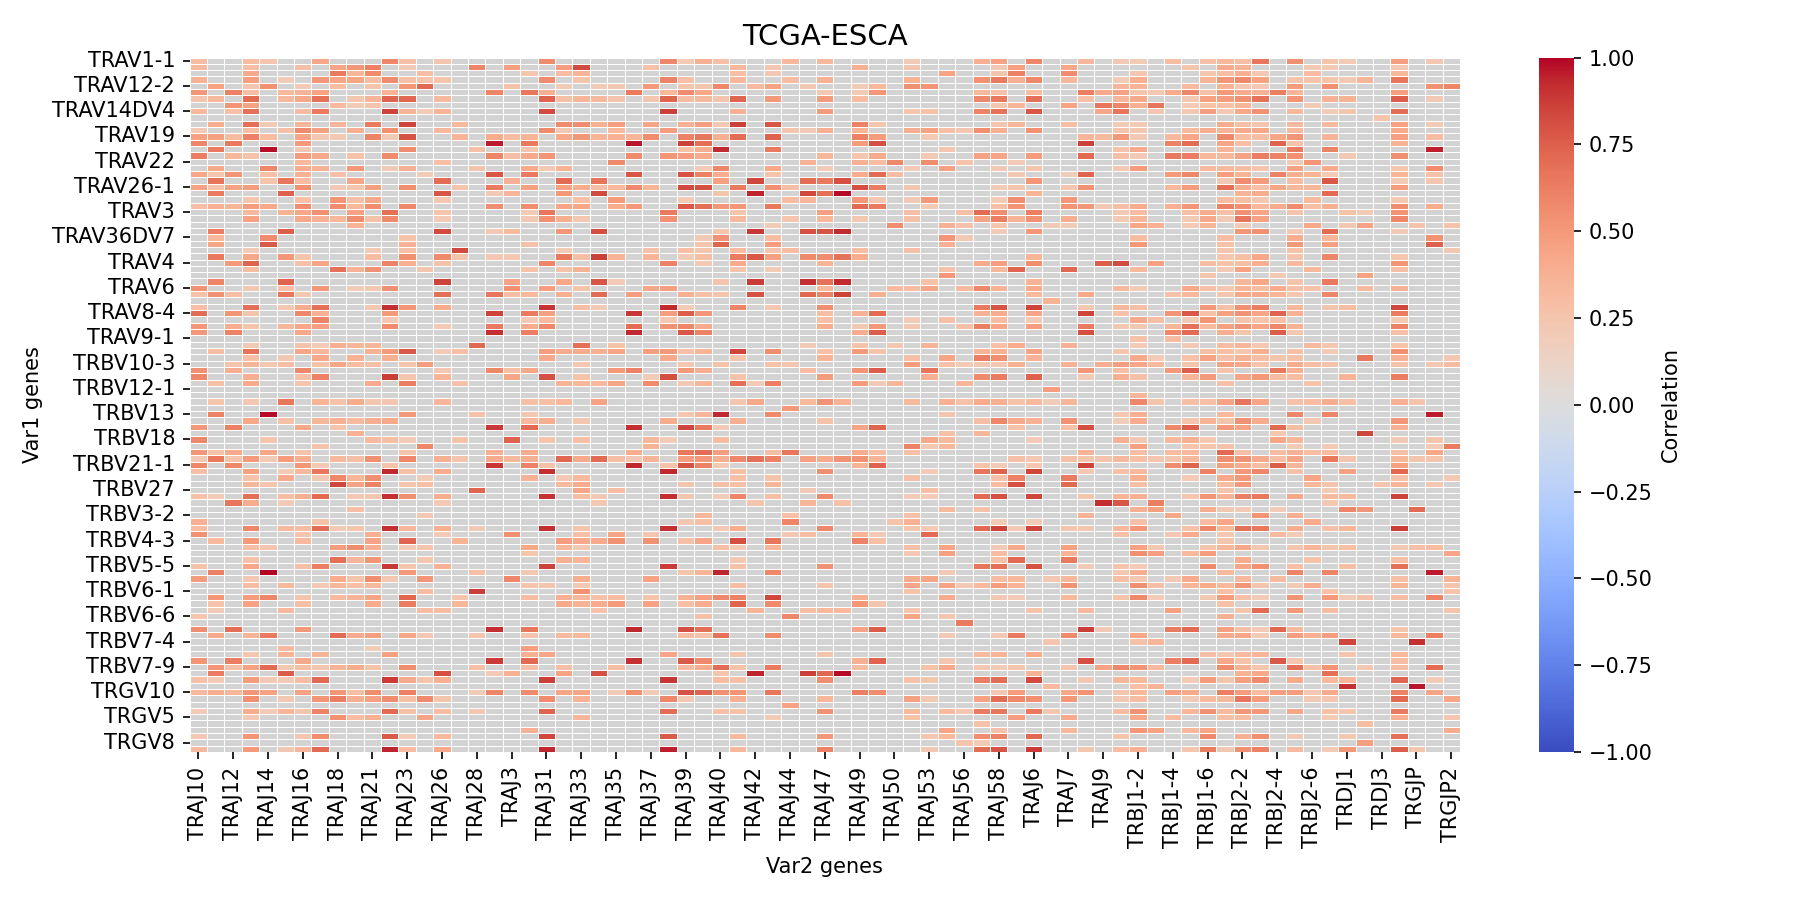 TCGA-ESCA
TRAV1-1
TRAV12-2
TRAV14DV4
TRAV19
TRAV22
TRAV26-1
TRAV3
TRAV36DV7
TRAV4
TRAV6
TRAV8-4
TRAV9-1
TRBV10-3
TRBV12-1
TRBV13
TRBV18
TRBV21-1
TRBV27
TRBV3-2
TRBV4-3
TRBV5-5
TRBV6-1
TRBV6-6
TRBV7-4
TRBV7-9
TRGV10
TRGV5
TRGV8
Var1 genes
TRAJ10
TRAJ12
TRAJ14
TRAJ16
TRAJ18
TRAJ21
TRAJ23
TRAJ26
TRAJ28
TRAJ3
TRAJ31
TRAJ33
TRAJ35
TRAJ37
TRAJ39
TRAJ40
TRAJ42
TRAJ44
TRAJ47
TRAJ49
TRAJ50
TRAJ53
TRAJ56
TRAJ58
TRAJ6
TRAJ7
TRAJ9
TRBJ1-2
TRBJ1-4
TRBJ1-6
TRBJ2-2
TRBJ2-4
TRBJ2-6
TRDJ1
TRDJ3
TRGJP
TRGJP2
Var2 genes
1.00
0.75
0.50
0.25
0.00
−0.25
−0.50
−0.75
−1.00
Correlation